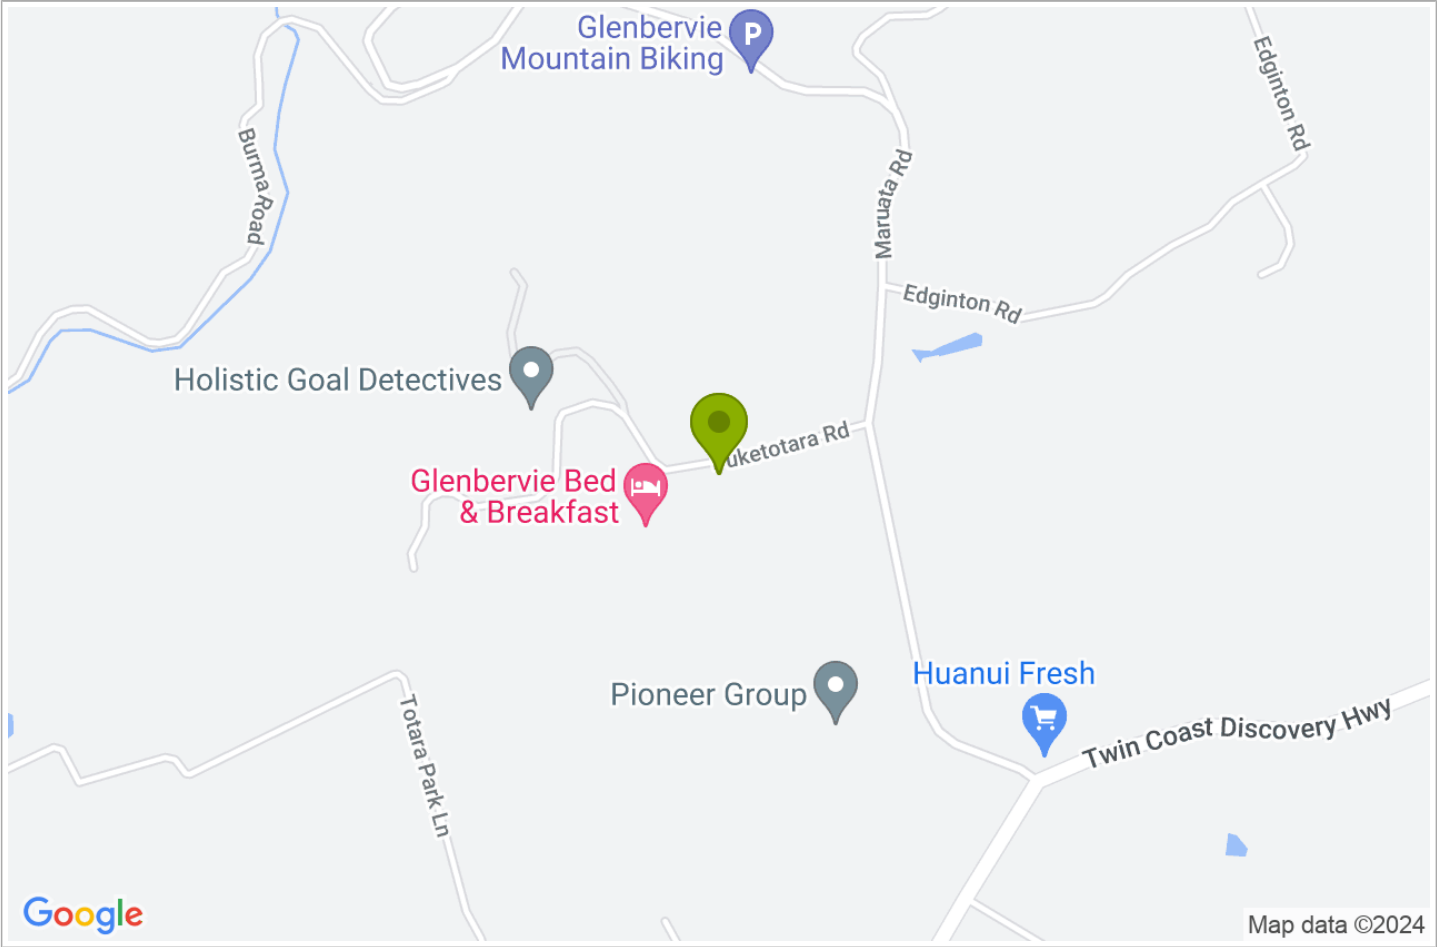 Glenbervie
Mountain Biking
Edginton Rd
Burma Road
Maruata Rd
Edginton Rd
Holistic Goal Detectives
uketotara Rd
Glenbervie Bed
& Breakfast
Huanui Fresh
Pioneer Group
Twin Coast Discovery Hwy
Totara Park Ln
Google
Map data ©2024